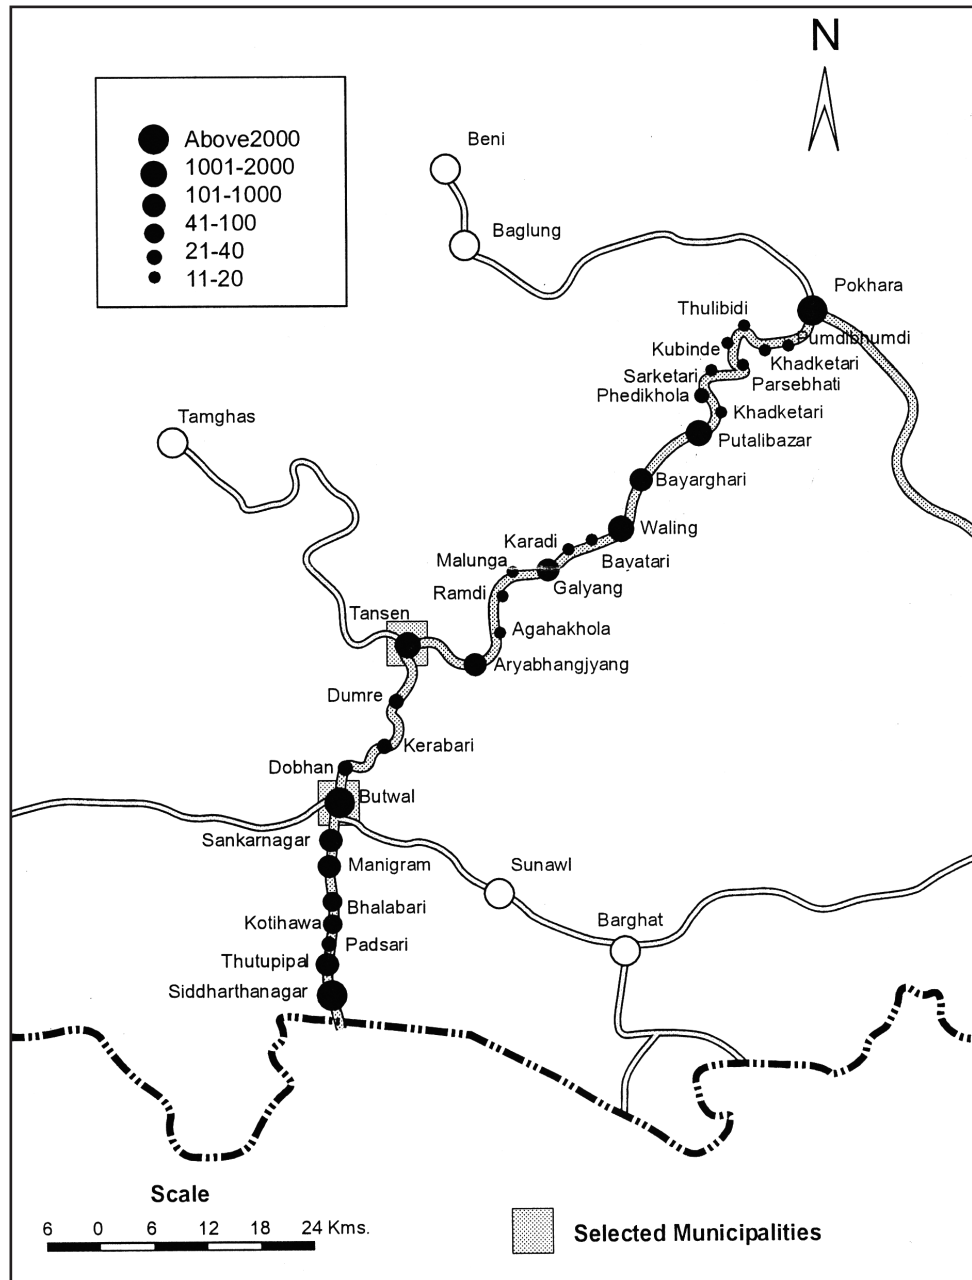 N
Above2000
1001-2000
101-1000
41-100
21-40
11-20
Beni
Baglung
Pokhara
Thulibidi
Pumdibhumdi
Kubinde
Khadketari
Sarketari
Parsebhati
Phedikhola
Khadketari
Tamghas
Putalibazar
Bayarghari
Waling
Karadi
Bayatari
Malunga
Galyang
Ramdi
Tansen
Agahakhola
Aryabhangjyang
Dumre
Kerabari
Dobhan
Butwal
Sankarnagar
Manigram
Sunawl
Bhalabari
Kotihawa
Barghat
Padsari
Thutupipal
Siddharthanagar
Scale
6 0 6 12 18 24 Kms.
Selected Municipalities